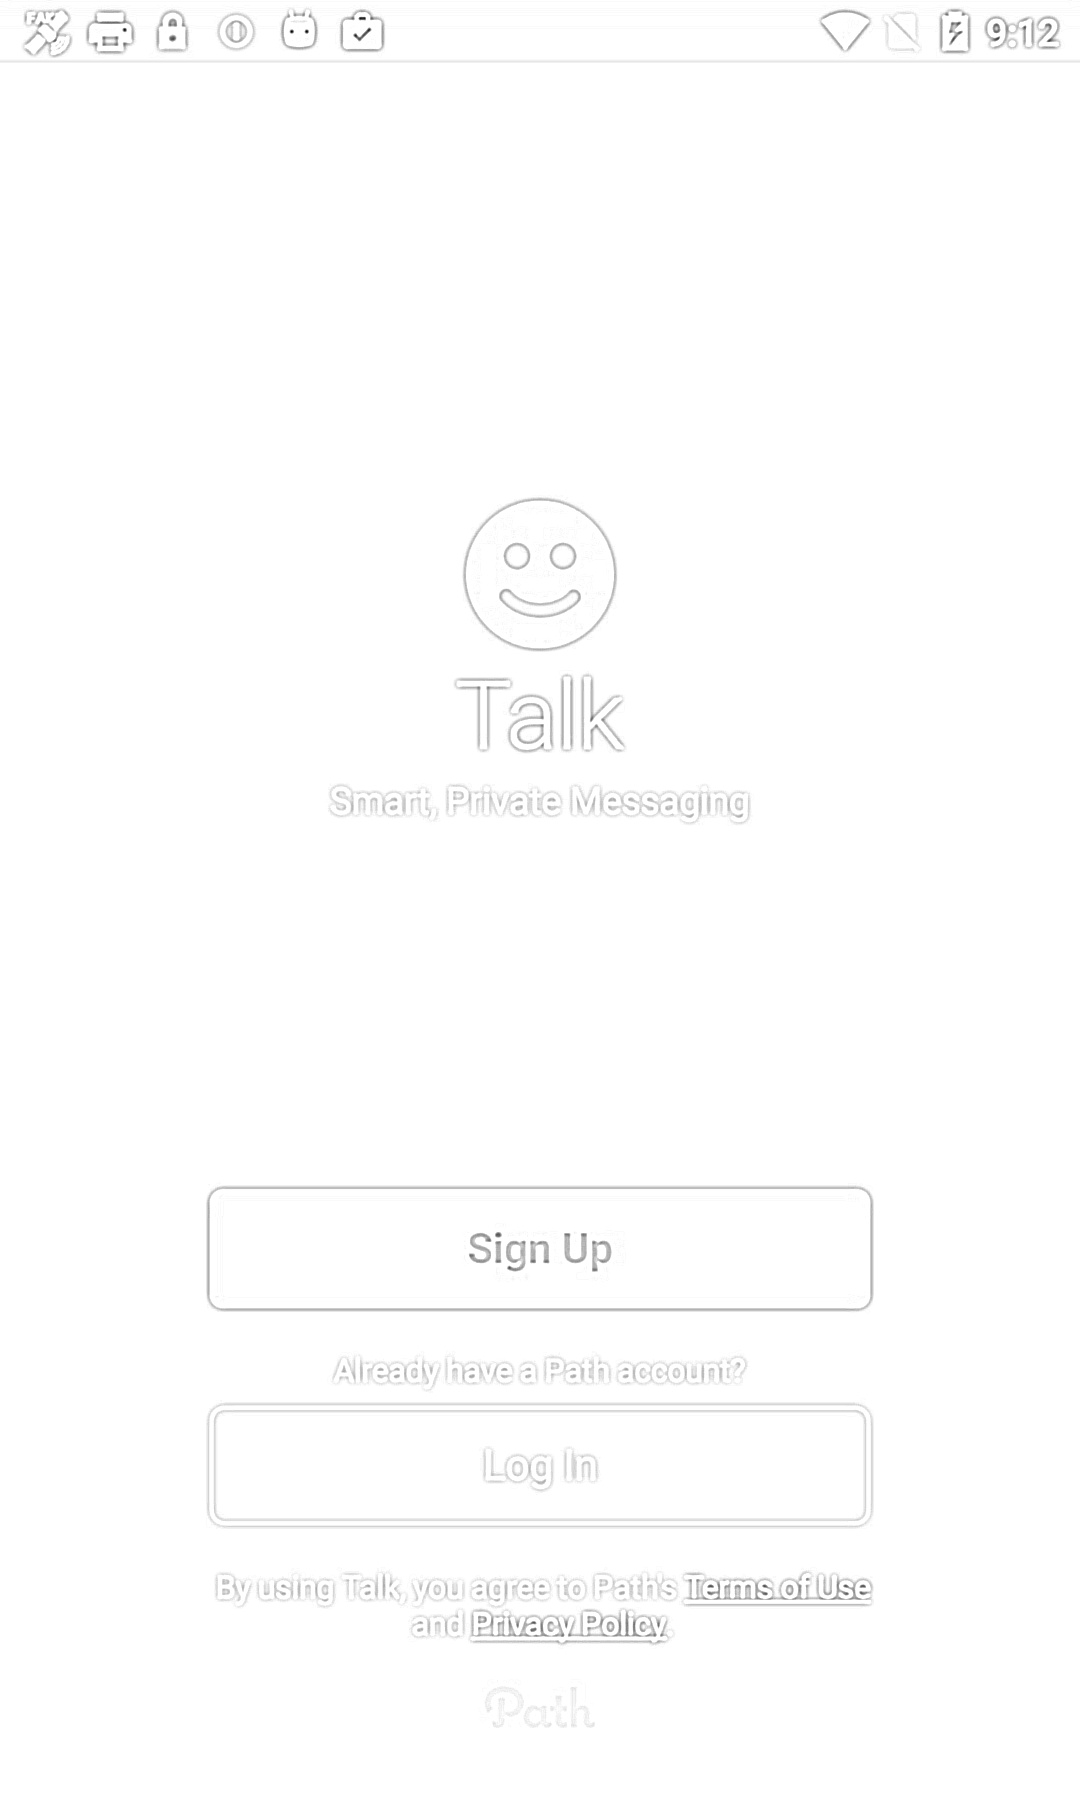 FAV
9:12
Talk
Smart, Private Messaging
Sign Up
Already have a Path account?
Log In
By using Talk, you agree to Path's Terms of Use
and Privacy Policy.
Path